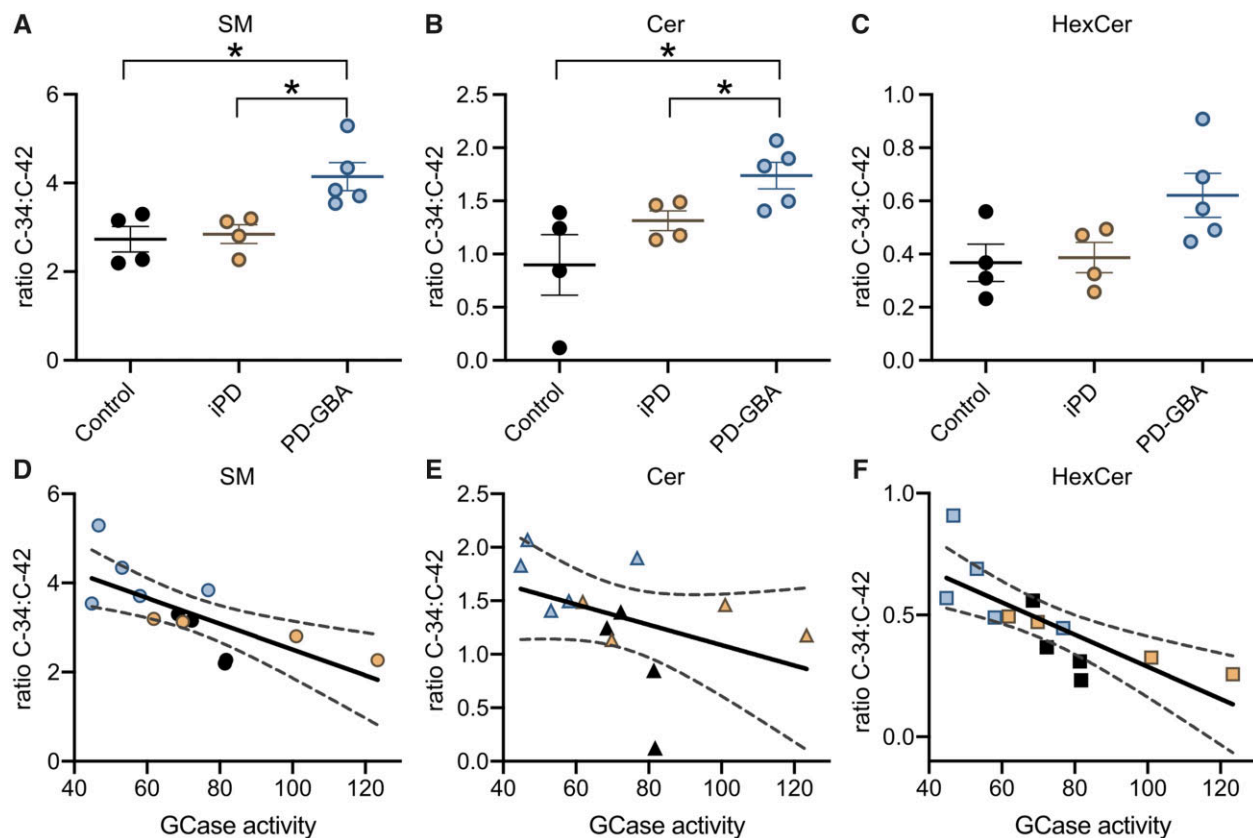 A SM
*
*
6
4
2
0
ratio C-34:C-42
Control iPD PD-GBA
B Cer
*
*
2.5
2.0
1.5
1.0
0.5
0.0
ratio C-34:C-42
Control iPD PD-GBA
C HexCer
1.0
0.8
0.6
0.4
0.2
0.0
ratio C-34:C-42
Control iPD PD-GBA
D SM
6
4
2
0
ratio C-34:C-42
40 60 80 100 120
GCase activity
E Cer
2.5
2.0
1.5
1.0
0.5
0.0
ratio C-34:C-42
40 60 80 100 120
GCase activity
F HexCer
1.0
0.5
0.0
ratio C-34:C-42
40 60 80 100 120
GCase activity